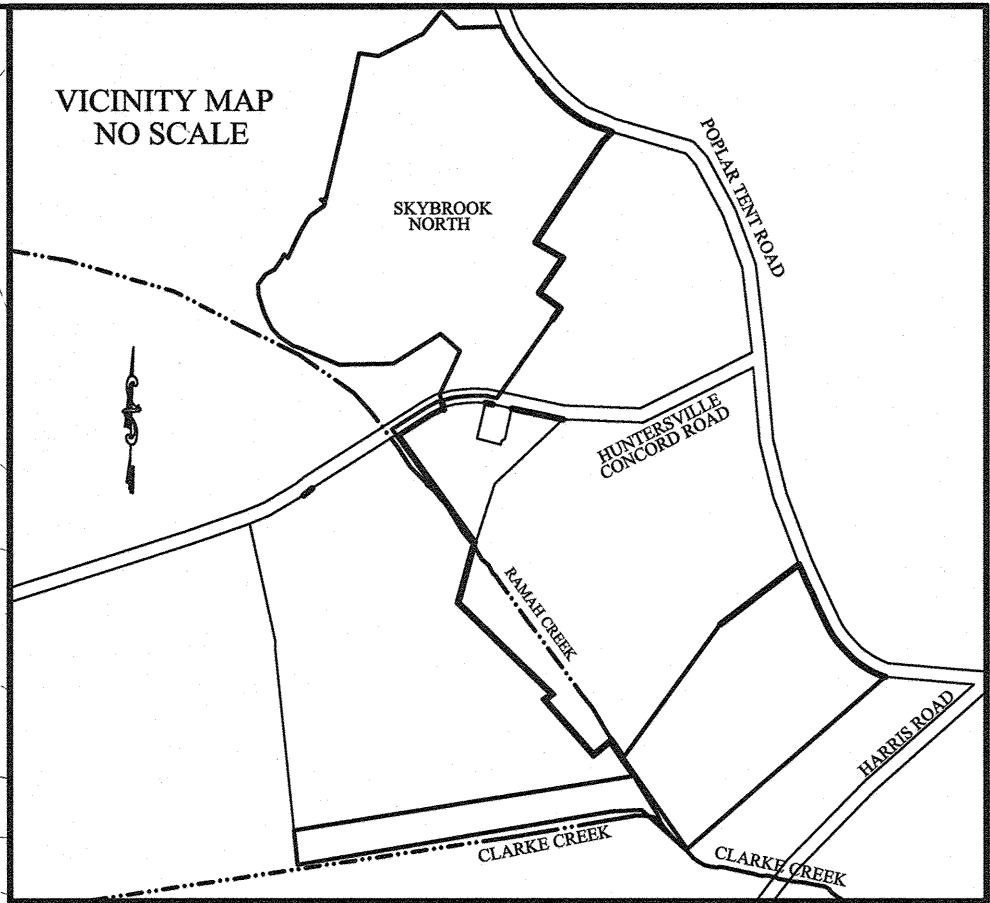 VICINITY MAP
NO SCALE
SKYBROOK
NORTH
POPLAR TENT ROAD
HUNTERSVILLE
CONCORD ROAD
RAMAH CREEK
HARRIS ROAD
CLARKE CREEK
CLARKE CREEK